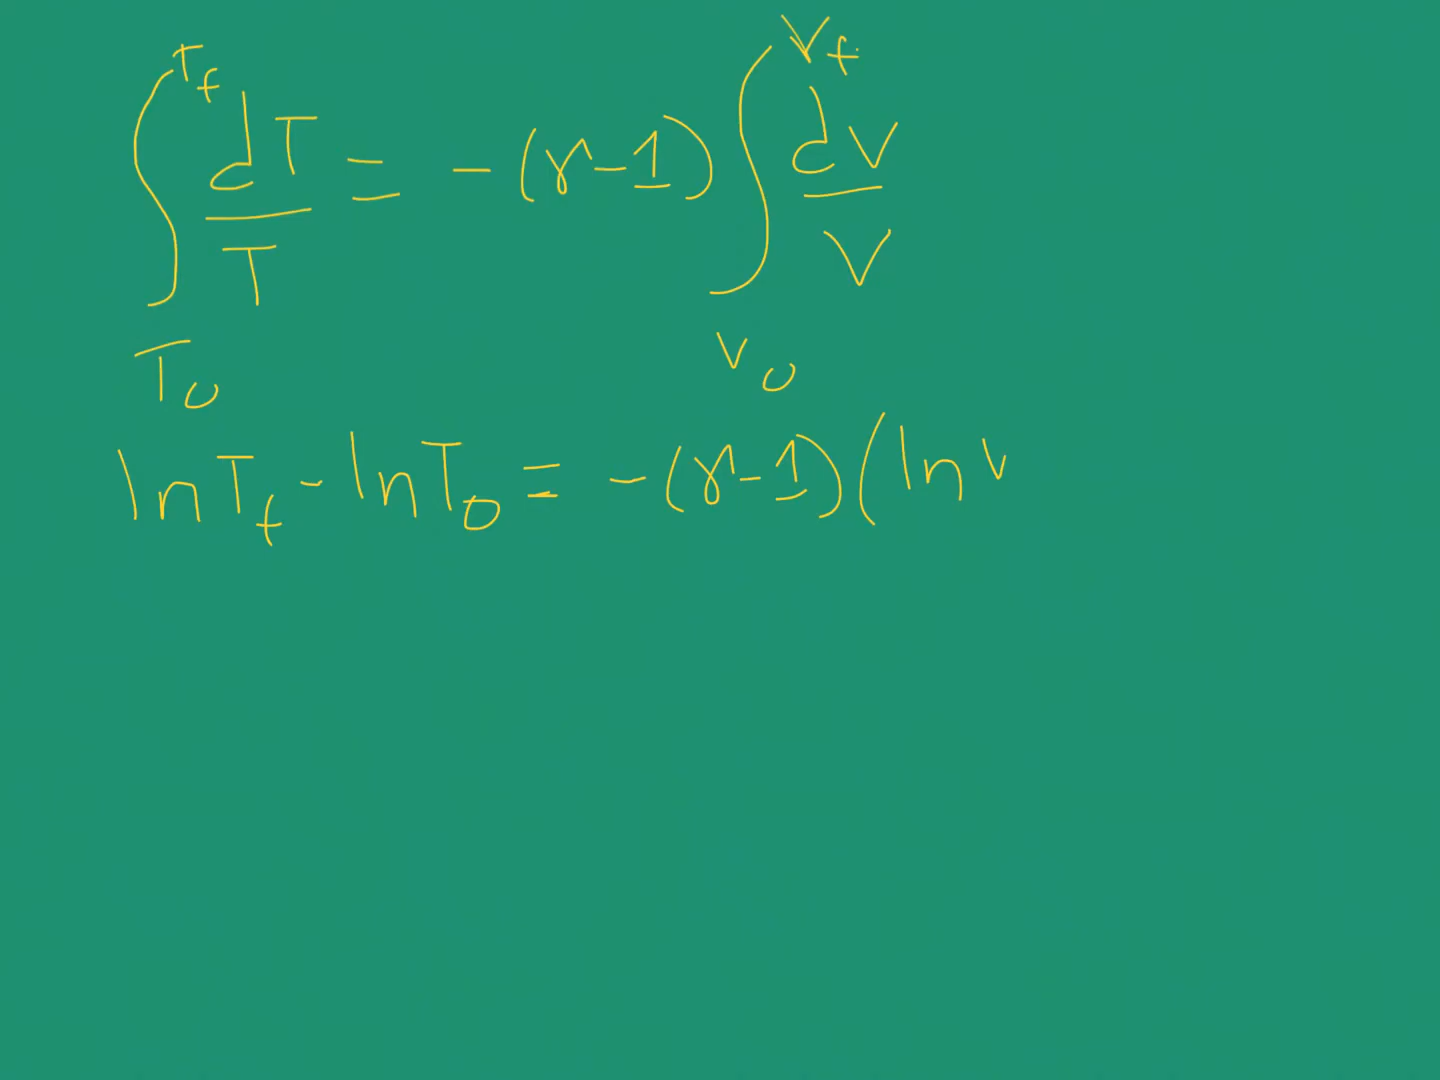 ∫_{T_0}^{T_f} dT/T = -(γ-1) ∫_{V_0}^{V_f} dV/V
ln T_f - ln T_0 = -(γ-1)(ln V